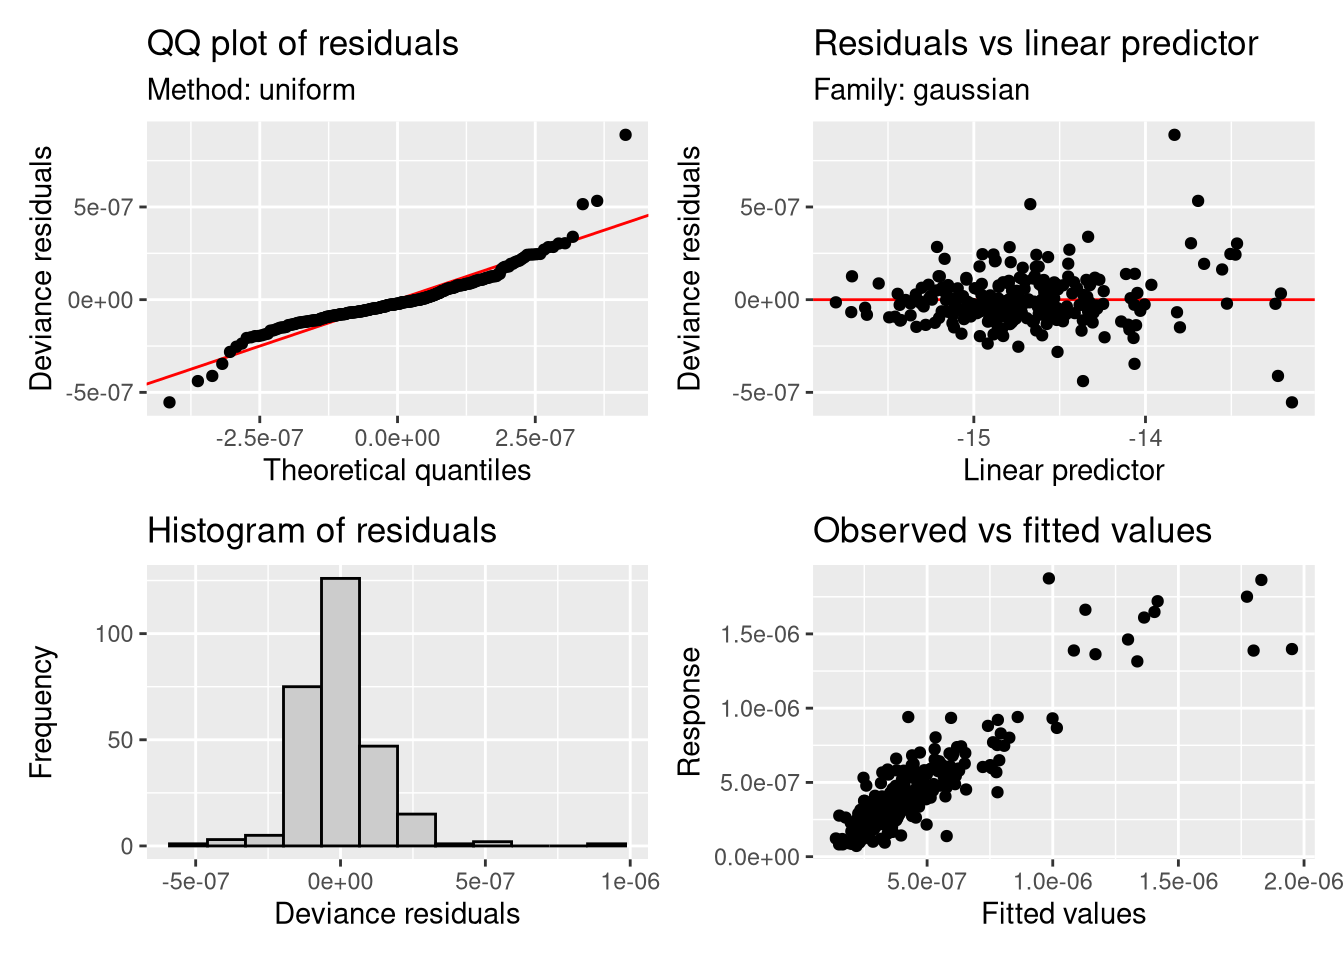 QQ plot of residuals
Method: uniform
Deviance residuals
5e-07
0e+00
-5e-07
-2.5e-07 0.0e+00 2.5e-07
Theoretical quantiles
Residuals vs linear predictor
Family: gaussian
Deviance residuals
5e-07
0e+00
-5e-07
-15 -14
Linear predictor
Histogram of residuals
Frequency
100
50
0
-5e-07 0e+00 5e-07 1e-06
Deviance residuals
Observed vs fitted values
Response
1.5e-06
1.0e-06
5.0e-07
0.0e+00
5.0e-07 1.0e-06 1.5e-06 2.0e-06
Fitted values